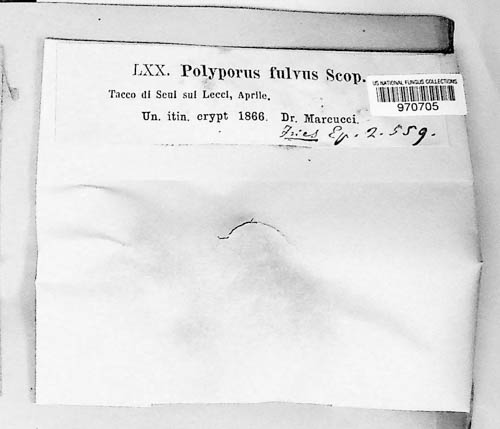 LXX. Polyporus fulvus Scop.
US NATIONAL FUNGUS COLLECTIONS
970705
Tacco di Seui sui Lecci, Aprile.
Un. itin. crypt 1866. Dr. Marcucci.
Fries Ep. 2. 559.